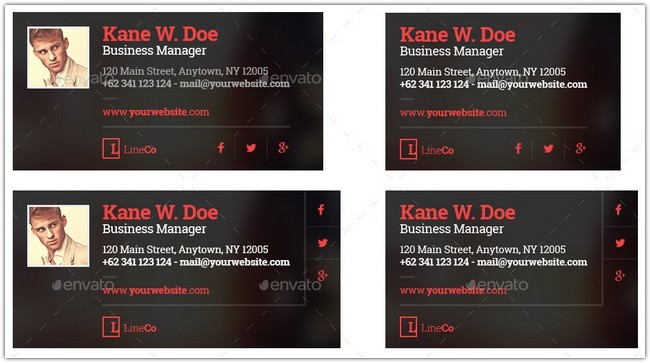 Kane W. Doe
Business Manager
120 Main Street, Anytown, NY 12005
+62 341 123 124 - mail@yourwebsite.com
www.yourwebsite.com
L LineCo
envato
envato
Kane W. Doe
Business Manager
120 Main Street, Anytown, NY 12005
+62 341 123 124 - mail@yourwebsite.com
www.yourwebsite.com
L LineCo
envato
Kane W. Doe
Business Manager
120 Main Street, Anytown, NY 12005
+62 341 123 124 - mail@yourwebsite.com
www.yourwebsite.com
L LineCo
envato
envato
Kane W. Doe
Business Manager
120 Main Street, Anytown, NY 12005
+62 341 123 124 - mail@yourwebsite.com
www.yourwebsite.com
L LineCo
envato